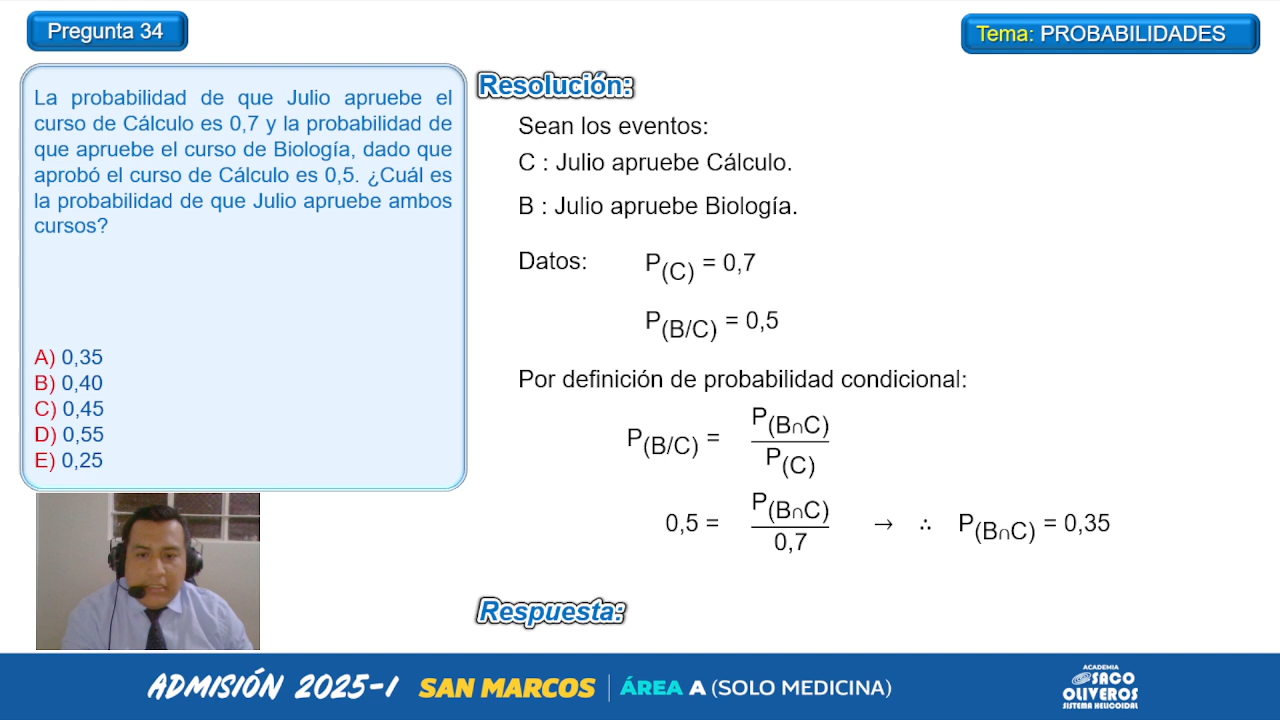 Pregunta 34
Tema: PROBABILIDADES
La probabilidad de que Julio apruebe el
curso de Cálculo es 0,7 y la probabilidad de
que apruebe el curso de Biología, dado que
aprobó el curso de Cálculo es 0,5. ¿Cuál es
la probabilidad de que Julio apruebe ambos
cursos?
A) 0,35
B) 0,40
C) 0,45
D) 0,55
E) 0,25
Resolución:
Sean los eventos:
C : Julio apruebe Cálculo.
B : Julio apruebe Biología.
Datos: P(C) = 0,7
P(B/C) = 0,5
Por definición de probabilidad condicional:
P(B/C) = P(B∩C) / P(C)
0,5 = P(B∩C) / 0,7 → ∴ P(B∩C) = 0,35
Respuesta:
ADMISIÓN 2025-I SAN MARCOS | ÁREA A (SOLO MEDICINA)
ACADEMIA
SACO
OLIVEROS
SISTEMA HELICOIDAL